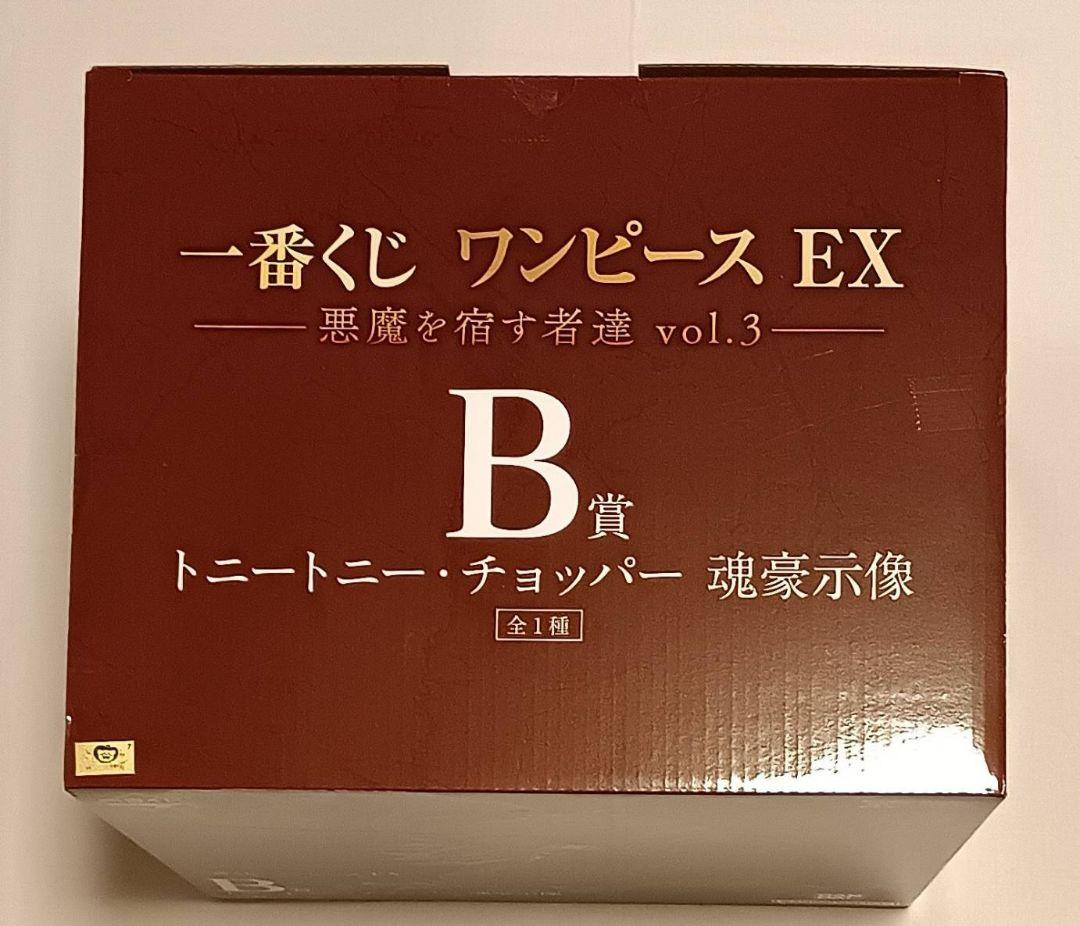 一番くじ ワンピース EX
悪魔を宿す者達 vol.3
B賞
トニートニー・チョッパー 魂豪示像
全1種
B賞